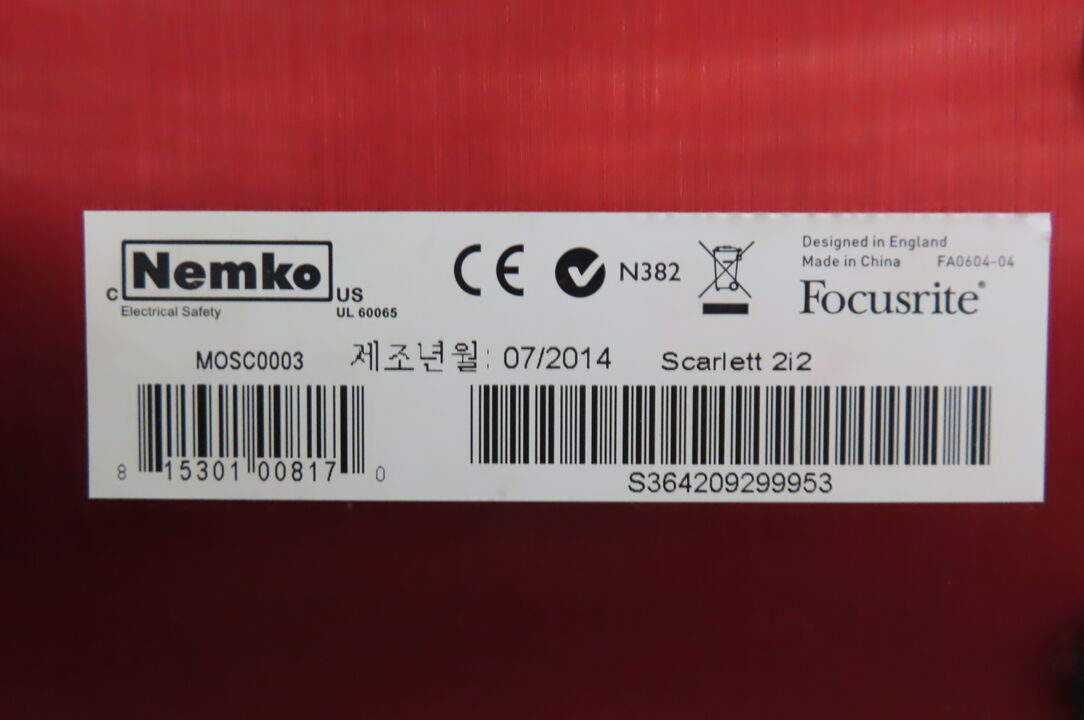 Nemko
C US
Electrical Safety UL 60065
CE N382
Designed in England
Made in China FA0604-04
Focusrite®
MOSC0003 제조년월: 07/2014 Scarlett 2i2
8 15301 00817 0
S364209299953